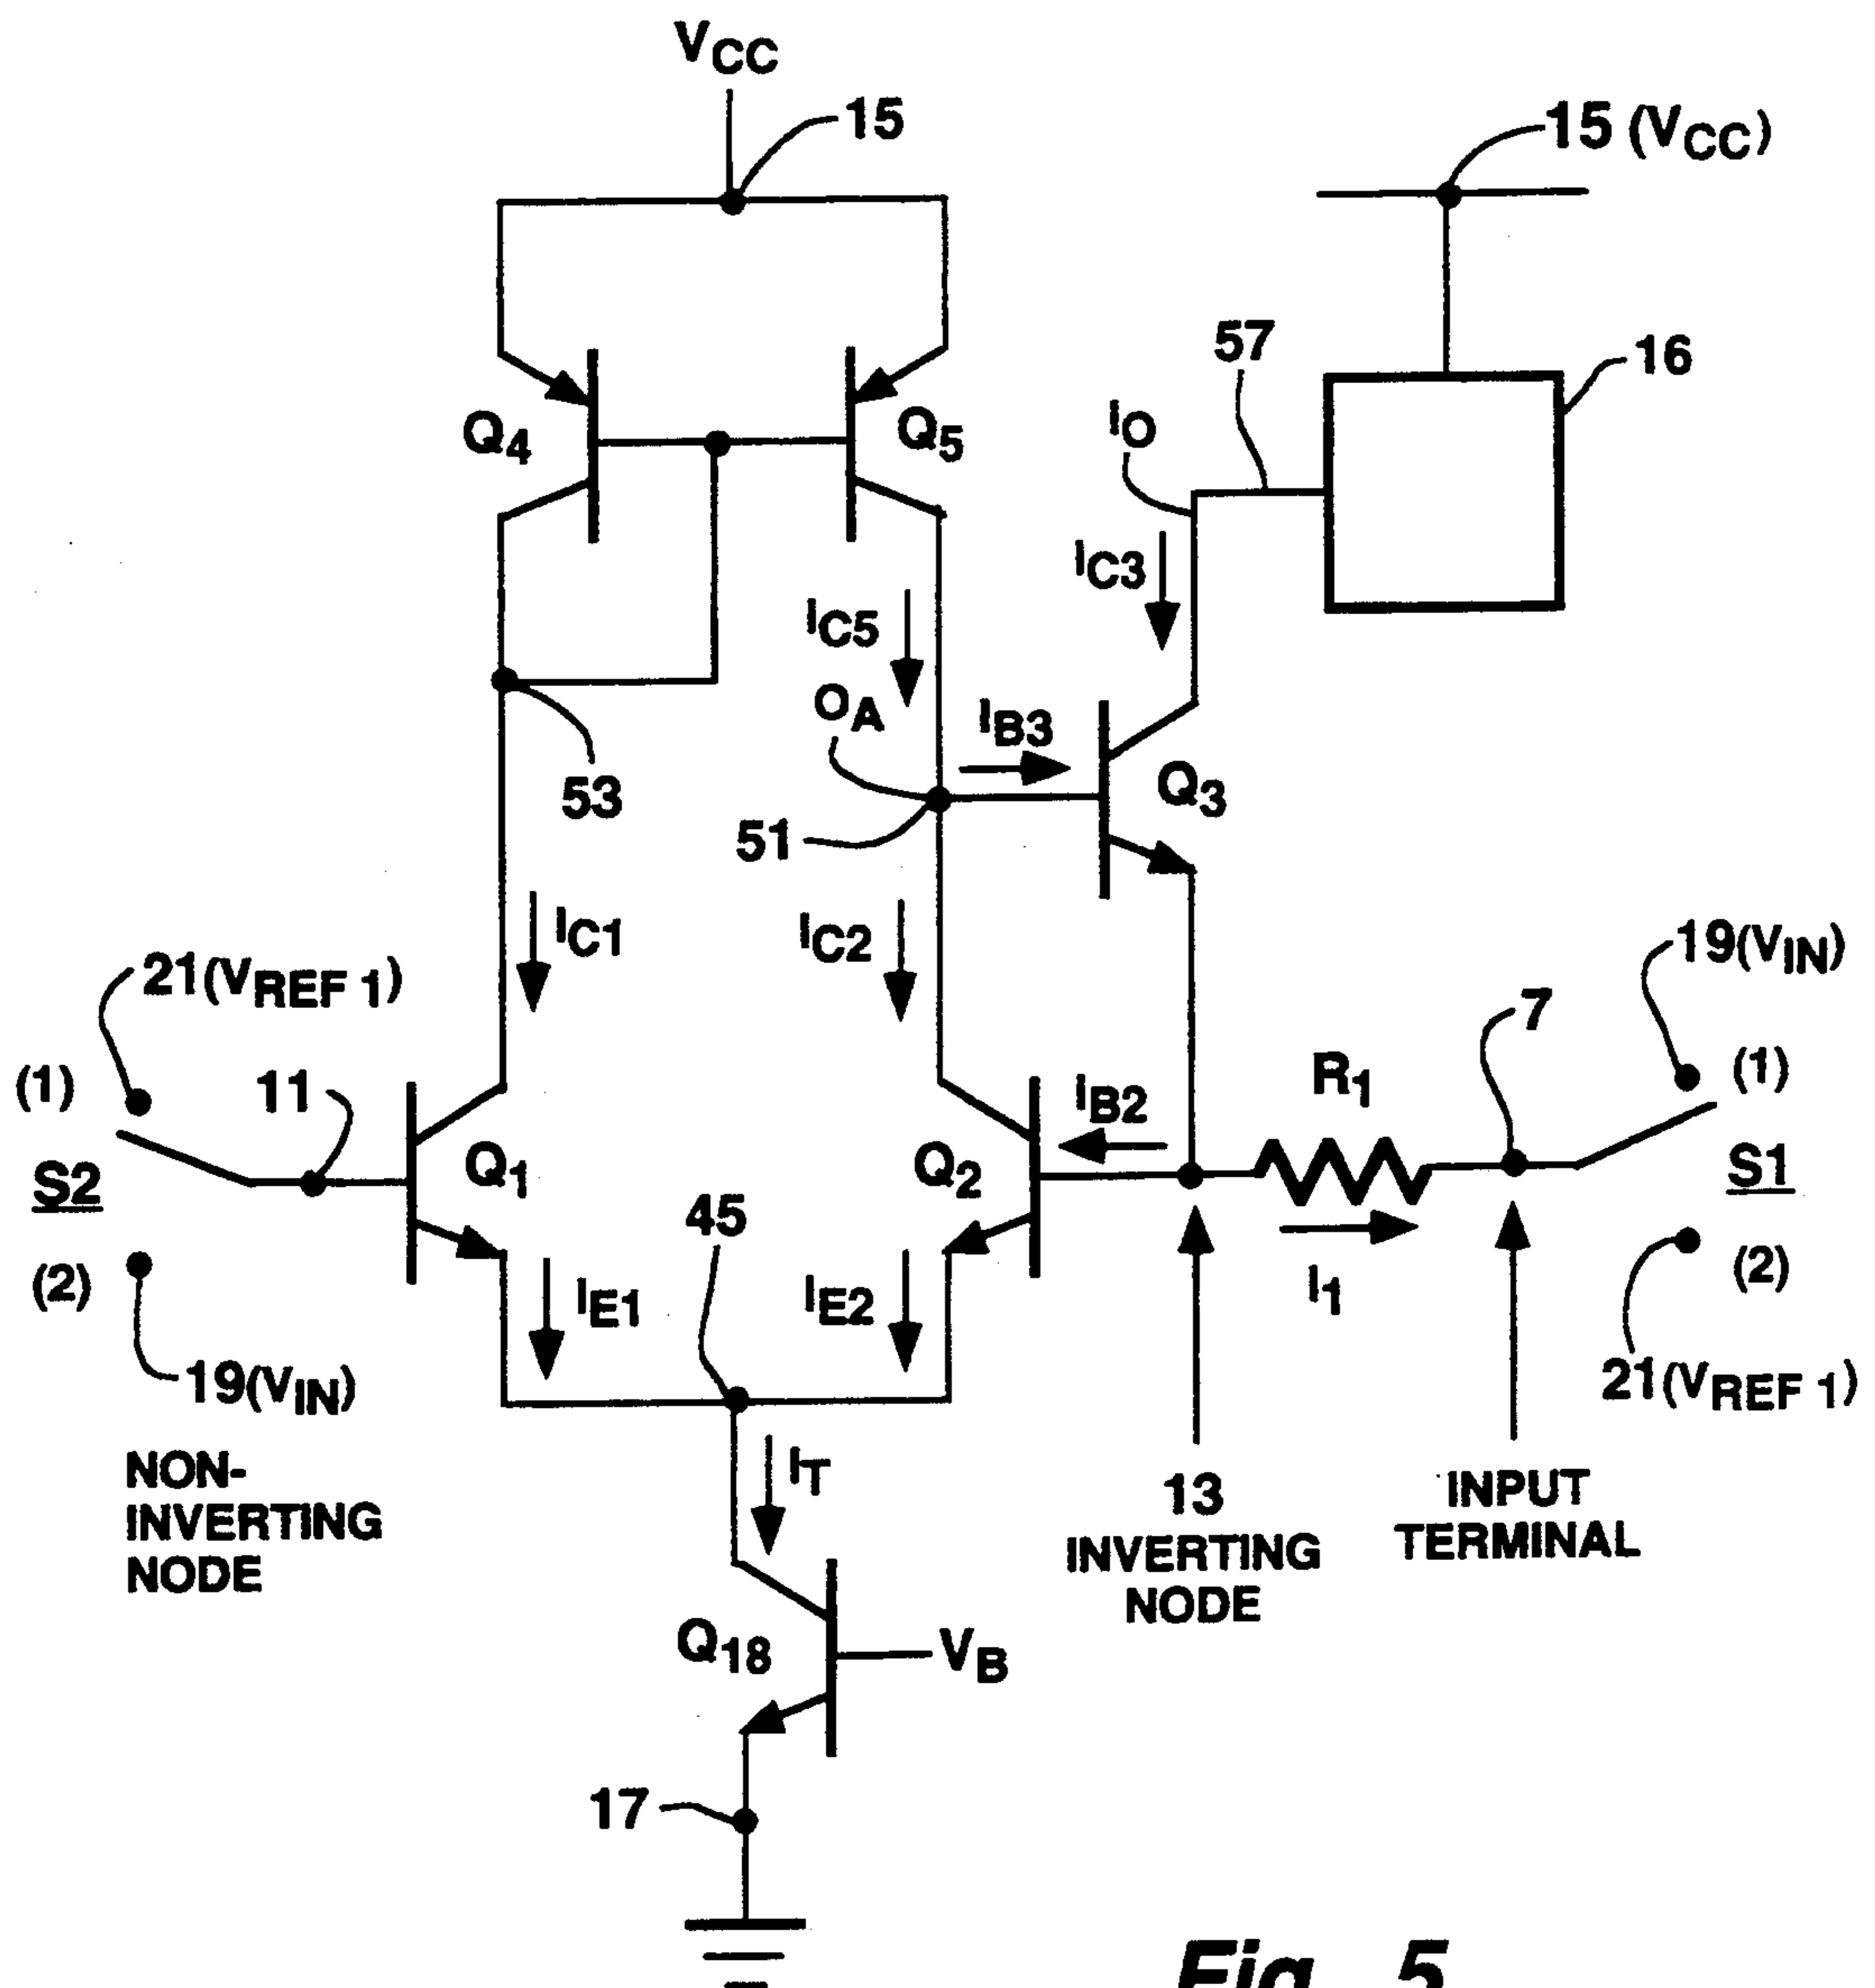 VCC
15
15 (VCC)
57
16
IO
Q4
Q5
IC3
IC5
OA
IB3
Q3
53
51
IC1
IC2
21(VREF 1)
19(VIN)
7
(1)
11
IB2
R1
(1)
S2
Q1
Q2
S1
45
(2)
IE1
IE2
I1
(2)
19(VIN)
21(VREF 1)
NON-
INVERTING
NODE
IT
13
INVERTING
NODE
INPUT
TERMINAL
Q18
VB
17
Fig. 5